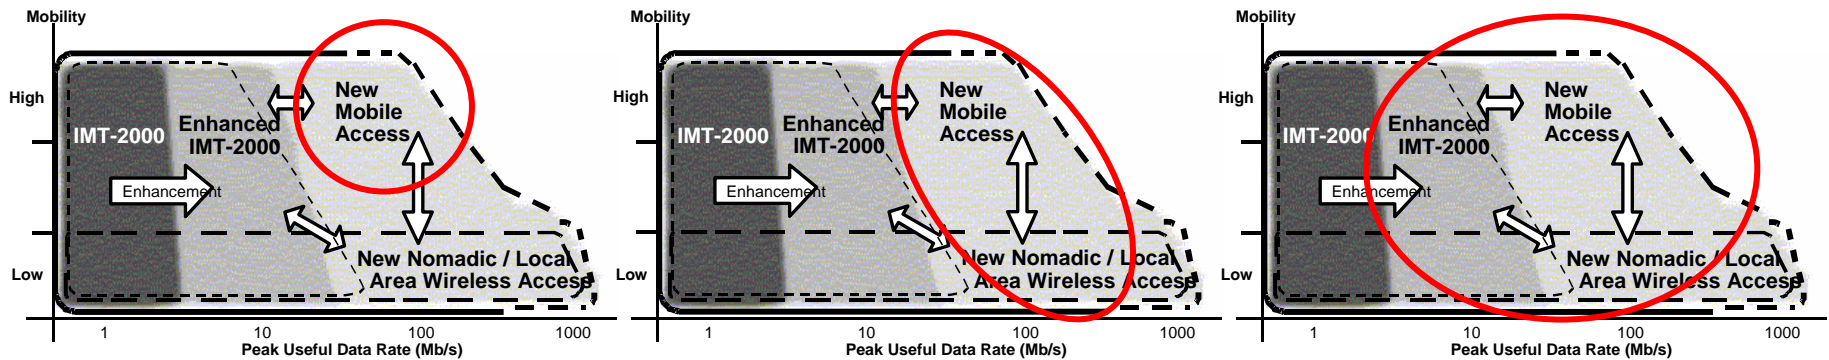 Mobility
High
Low
IMT-2000
Enhanced
IMT-2000
New
Mobile
Access
Enhancement
New Nomadic / Local
Area Wireless Access
1 10 100 1000
Peak Useful Data Rate (Mb/s)
Mobility
High
Low
IMT-2000
Enhanced
IMT-2000
New
Mobile
Access
Enhancement
New Nomadic / Local
Area Wireless Access
1 10 100 1000
Peak Useful Data Rate (Mb/s)
Mobility
High
Low
IMT-2000
Enhanced
IMT-2000
New
Mobile
Access
Enhancement
New Nomadic / Local
Area Wireless Access
1 10 100 1000
Peak Useful Data Rate (Mb/s)